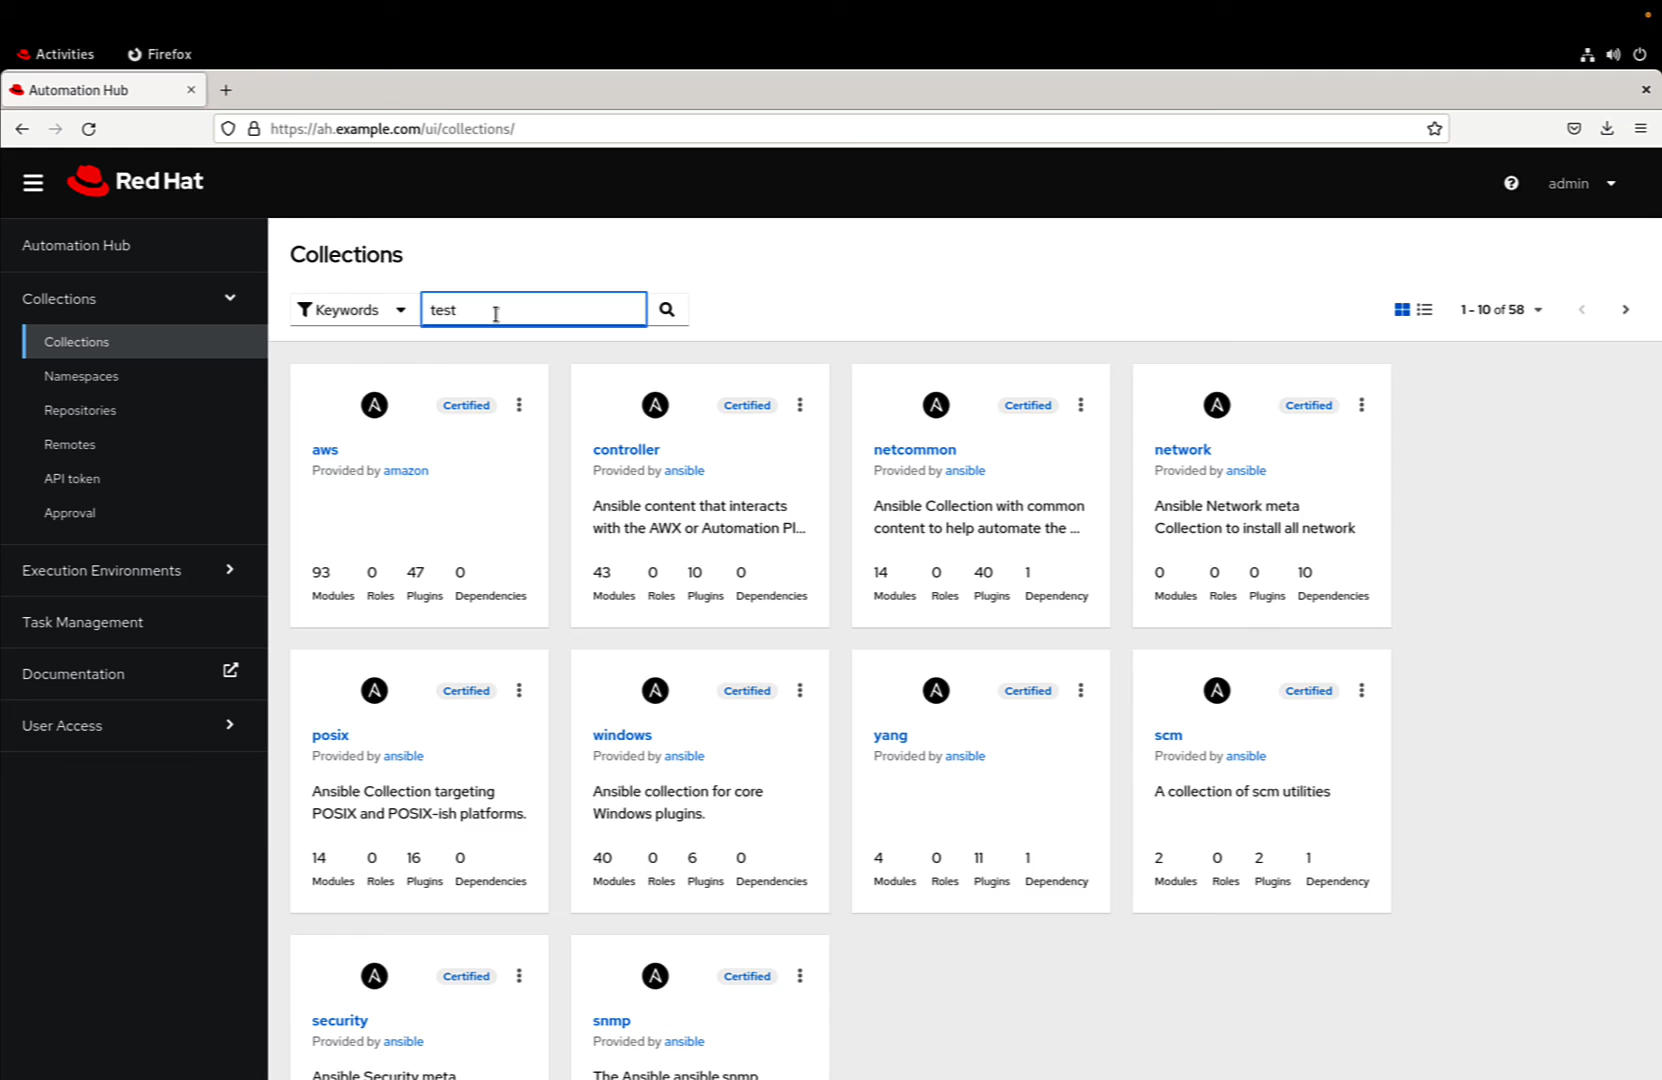 Activities Firefox
Automation Hub
https://ah.example.com/ui/collections/
Red Hat
admin
Automation Hub
Collections
Collections
Namespaces
Repositories
Remotes
API token
Approval
Execution Environments
Task Management
Documentation
User Access
Collections
Keywords test 1 - 10 of 58
Certified
aws
Provided by amazon
93 0 47 0
Modules Roles Plugins Dependencies
Certified
controller
Provided by ansible
Ansible content that interacts
with the AWX or Automation Pl...
43 0 10 0
Modules Roles Plugins Dependencies
Certified
netcommon
Provided by ansible
Ansible Collection with common
content to help automate the ...
14 0 40 1
Modules Roles Plugins Dependency
Certified
network
Provided by ansible
Ansible Network meta
Collection to install all network
0 0 0 10
Modules Roles Plugins Dependencies
Certified
posix
Provided by ansible
Ansible Collection targeting
POSIX and POSIX-ish platforms.
14 0 16 0
Modules Roles Plugins Dependencies
Certified
windows
Provided by ansible
Ansible collection for core
Windows plugins.
40 0 6 0
Modules Roles Plugins Dependencies
Certified
yang
Provided by ansible
4 0 11 1
Modules Roles Plugins Dependency
Certified
scm
Provided by ansible
A collection of scm utilities
2 0 2 1
Modules Roles Plugins Dependency
Certified
security
Provided by ansible
Ansible Security meta
Certified
snmp
Provided by ansible
The Ansible ansible snmp